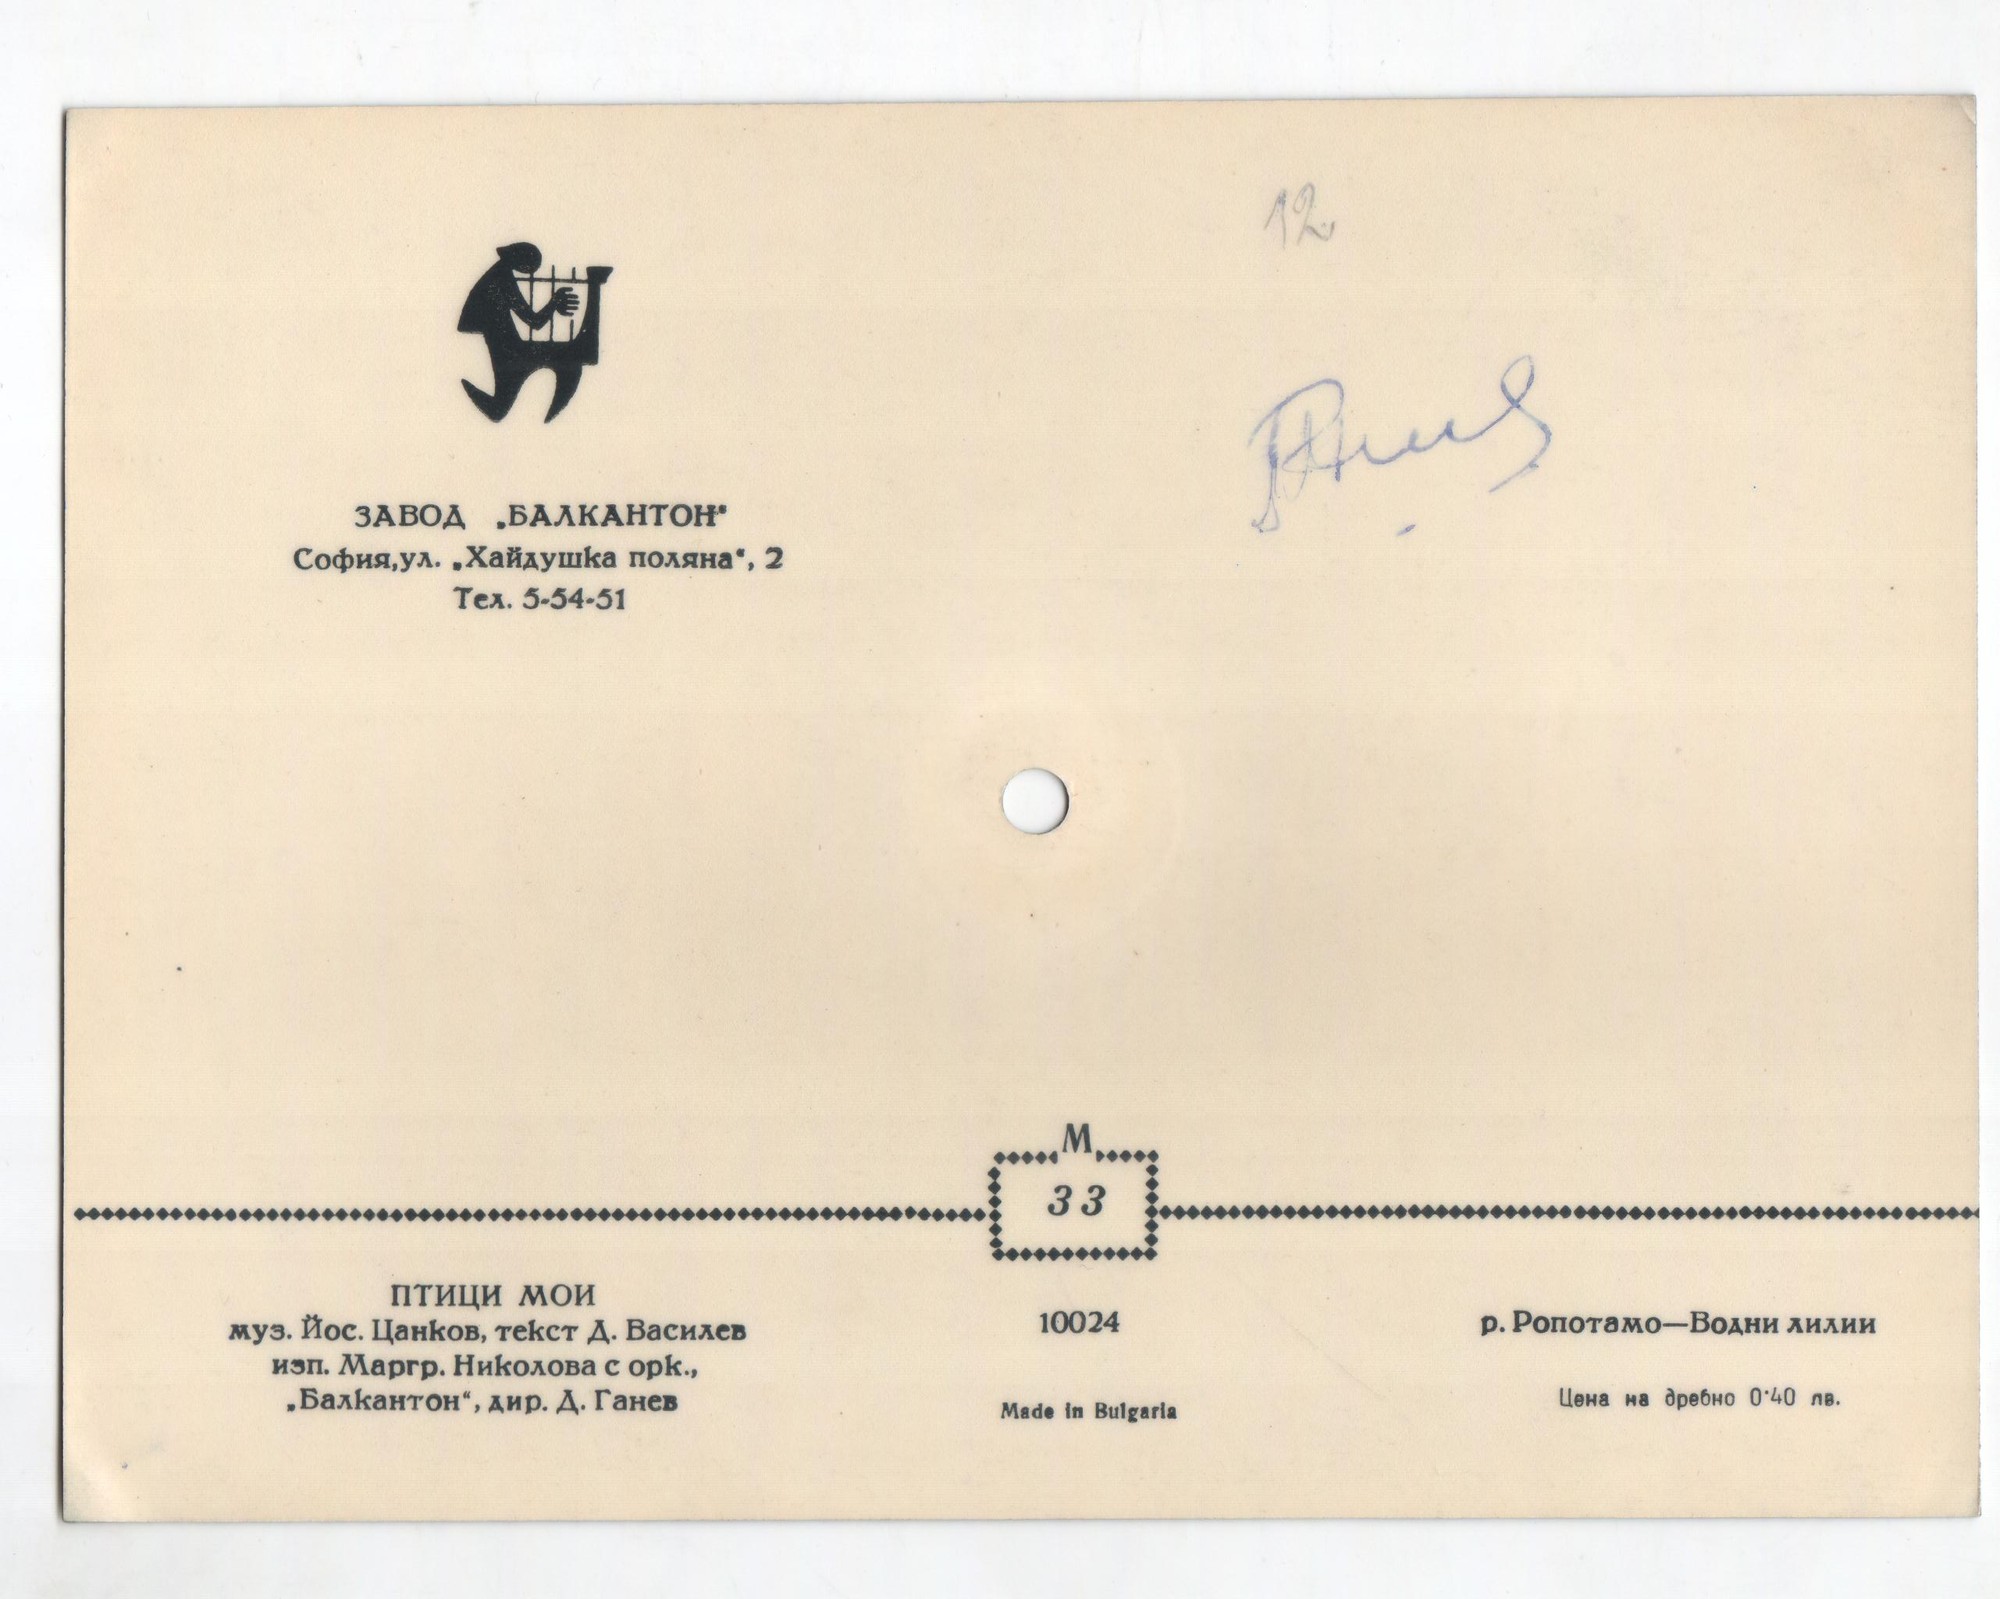 12
ЗАВОД „БАЛКАНТОН"
София, ул. „Хайдушка поляна", 2
Тел. 5-54-51
М
33
ПТИЦИ МОИ
муз. Йос. Цанков, текст Д. Василев
изп. Маргр. Николова с орк.,
„Балкантон", дир. Д. Ганев
10024
Made in Bulgaria
р. Ропотамо—Водни лилии
Цена на дребно 0·40 лв.